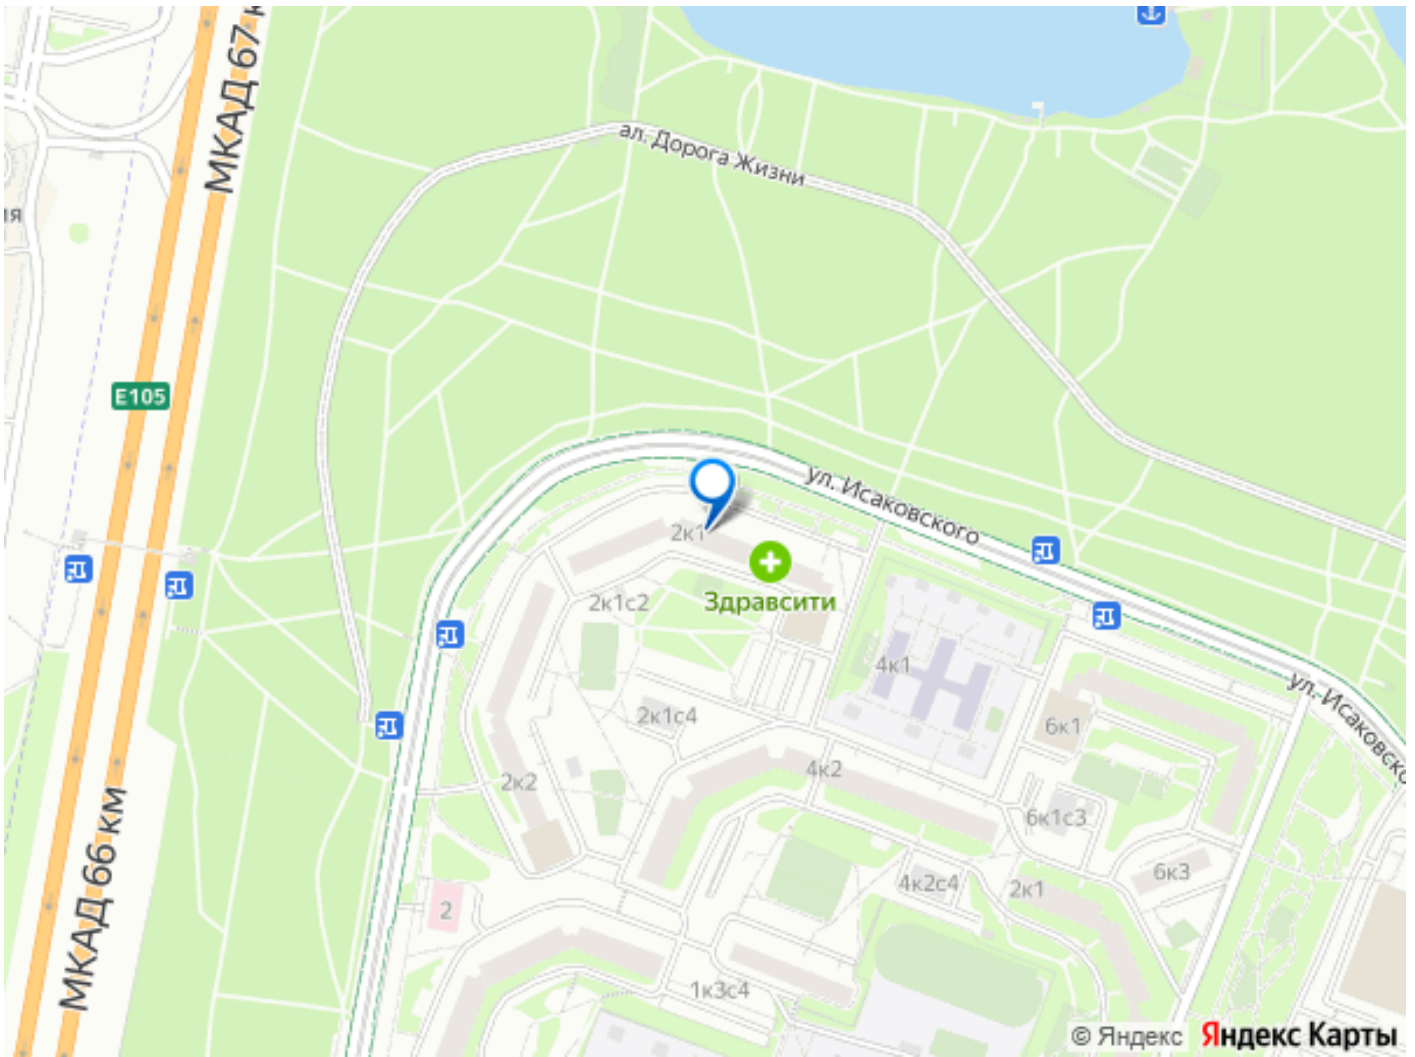 МКАД 67 к
ал. Дорога Жизни
ия
E105
ул. Исаковского
2к1
Здравсити
2к1с2
4к1
ул. Исаковско
2к1с4
6к1
4к2
2к2
6к1с3
МКАД 66 км
6к3
4к2с4
2к1
2
1к3с4
© Яндекс Яндекс Карты